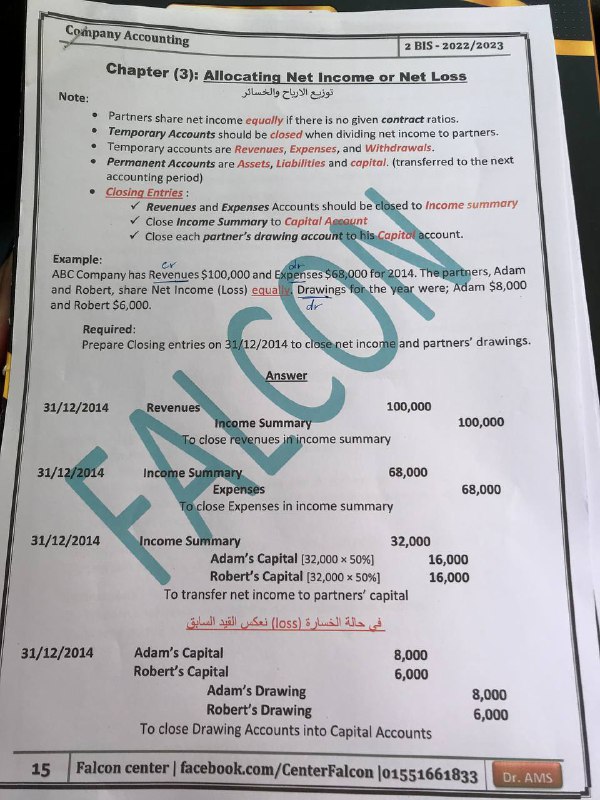 Company Accounting
2 BIS - 2022/2023
Chapter (3): Allocating Net Income or Net Loss
توزيع الارباح والخسائر
Note:
• Partners share net income equally if there is no given contract ratios.
• Temporary Accounts should be closed when dividing net income to partners.
• Temporary accounts are Revenues, Expenses, and Withdrawals.
• Permanent Accounts are Assets, Liabilities and capital. (transferred to the next
accounting period)
• Closing Entries :
✓ Revenues and Expenses Accounts should be closed to Income summary
✓ Close Income Summary to Capital Account
✓ Close each partner's drawing account to his Capital account.
Example:
cr dr
ABC Company has Revenues $100,000 and Expenses $68,000 for 2014. The partners, Adam
and Robert, share Net Income (Loss) equally. Drawings for the year were; Adam $8,000
dr
and Robert $6,000.
Required:
Prepare Closing entries on 31/12/2014 to close net income and partners' drawings.
Answer
31/12/2014 Revenues 100,000
Income Summary 100,000
To close revenues in income summary
31/12/2014 Income Summary 68,000
Expenses 68,000
To close Expenses in income summary
31/12/2014 Income Summary 32,000
Adam's Capital [32,000 × 50%] 16,000
Robert's Capital [32,000 × 50%] 16,000
To transfer net income to partners' capital
في حالة الخسارة (loss) نعكس القيد السابق
31/12/2014 Adam's Capital 8,000
Robert's Capital 6,000
Adam's Drawing 8,000
Robert's Drawing 6,000
To close Drawing Accounts into Capital Accounts
FALCON
15 Falcon center | facebook.com/CenterFalcon |01551661833 Dr. AMS